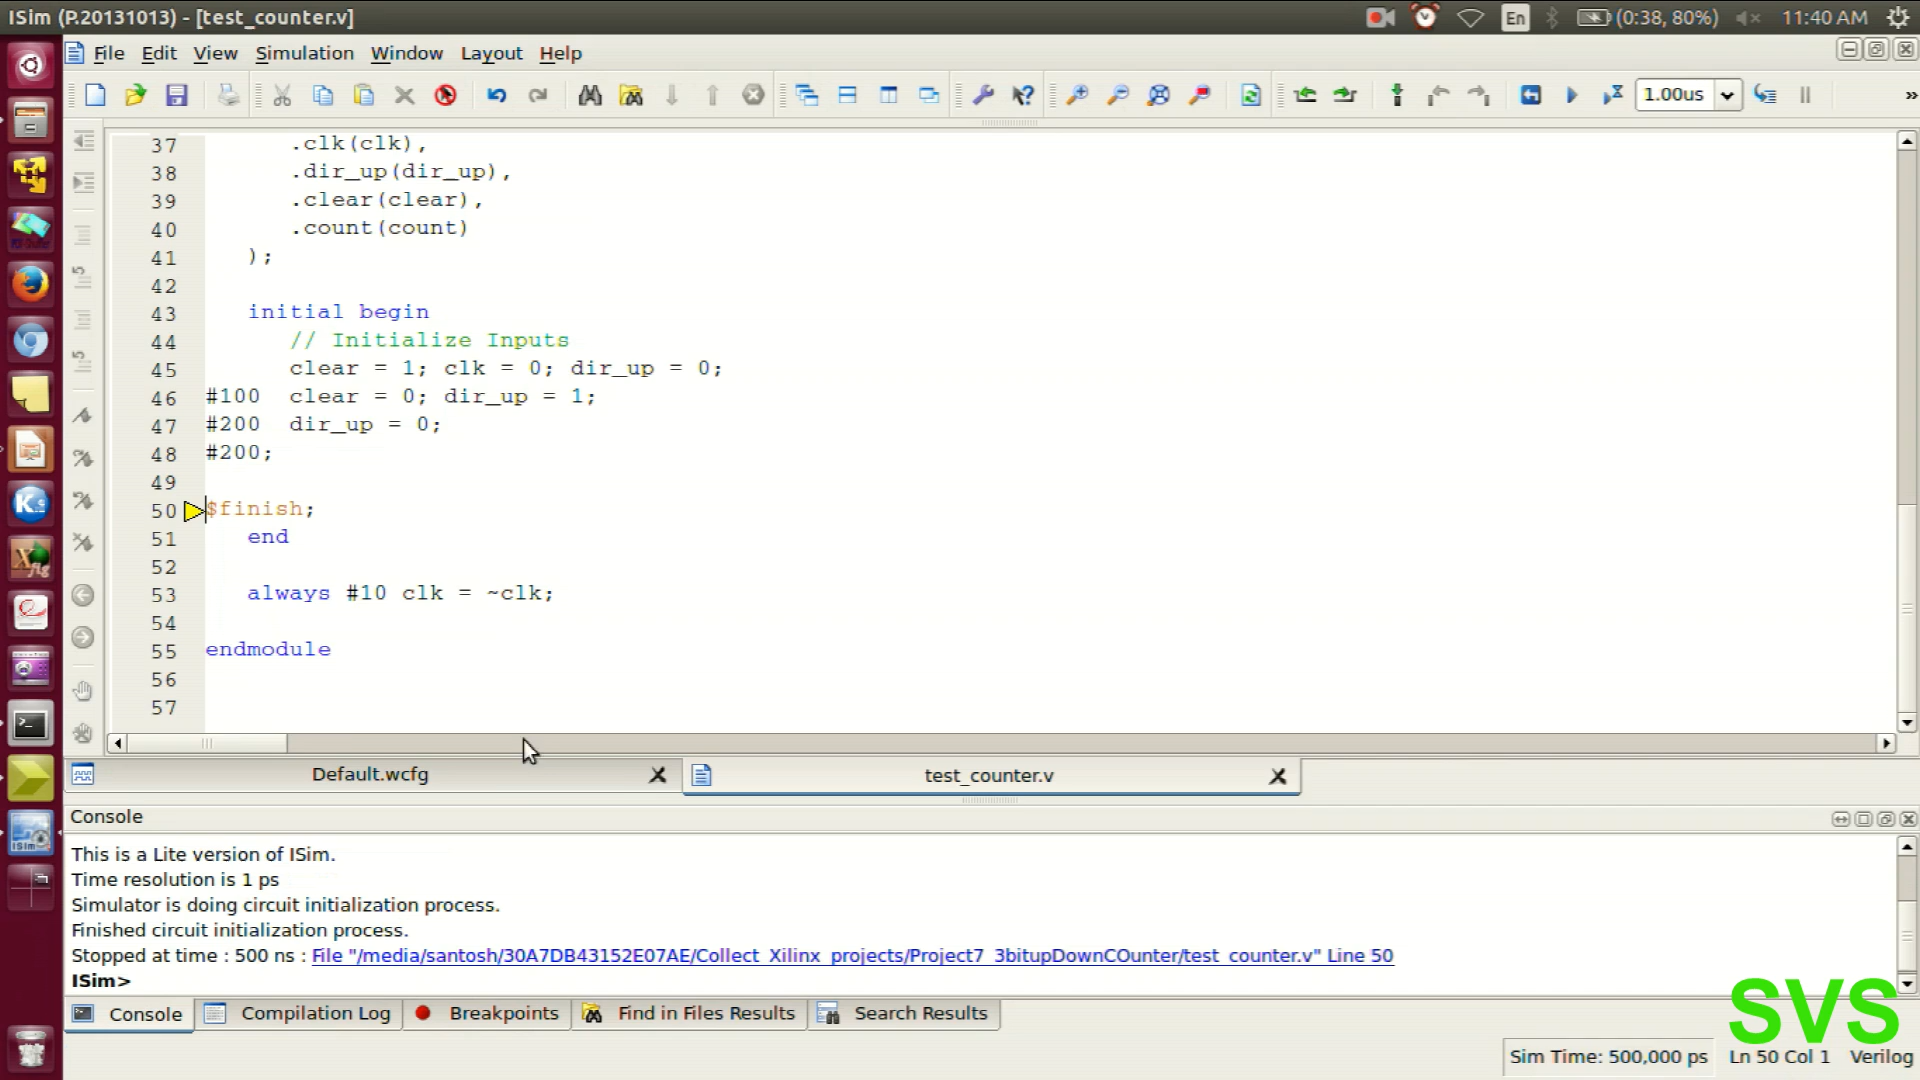 ISim (P.20131013) - [test_counter.v]
En
(0:38, 80%)
11:40 AM
File Edit View Simulation Window Layout Help
1.00us
37 .clk(clk),
38 .dir_up(dir_up),
39 .clear(clear),
40 .count(count)
41 );
42
43 initial begin
44 // Initialize Inputs
45 clear = 1; clk = 0; dir_up = 0;
46 #100 clear = 0; dir_up = 1;
47 #200 dir_up = 0;
48 #200;
49
50 $finish;
51 end
52
53 always #10 clk = ~clk;
54
55 endmodule
56
57
Default.wcfg
test_counter.v
Console
This is a Lite version of ISim.
Time resolution is 1 ps
Simulator is doing circuit initialization process.
Finished circuit initialization process.
Stopped at time : 500 ns : File "/media/santosh/30A7DB43152E07AE/Collect_Xilinx_projects/Project7_3bitupDownCOunter/test_counter.v" Line 50
ISim>
Console
Compilation Log
Breakpoints
Find in Files Results
Search Results
SVS
Sim Time: 500,000 ps
Ln 50 Col 1
Verilog